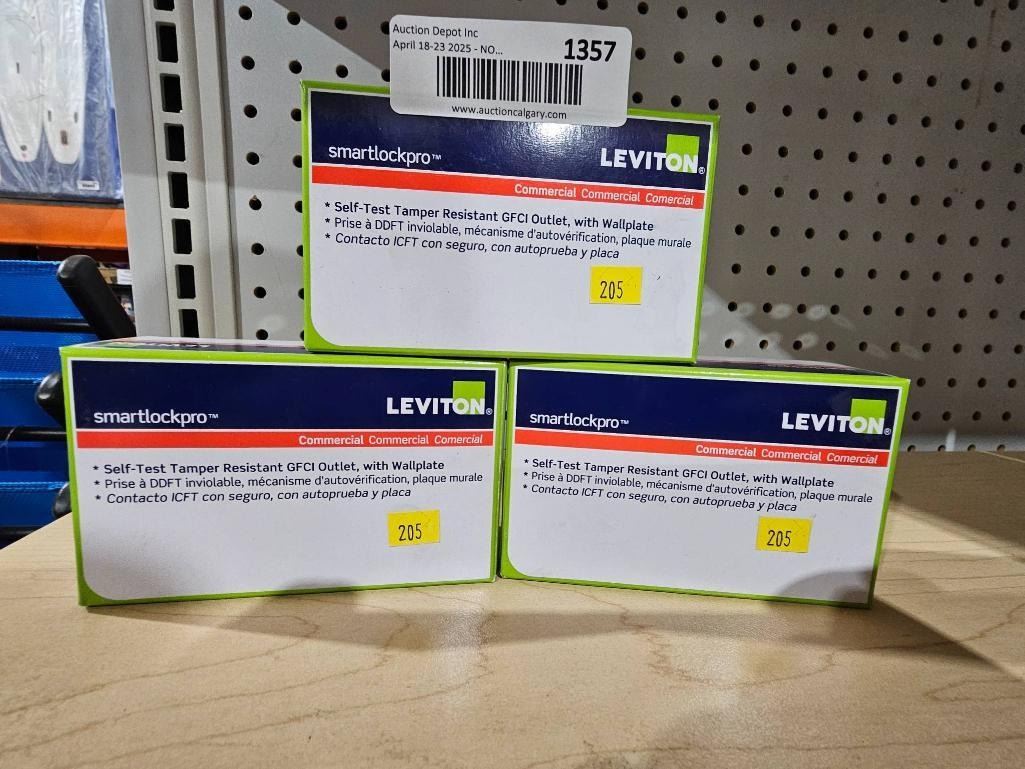 Auction Depot Inc
April 18-23 2025 - NO...
1357
www.auctioncalgary.com
smartlockpro™
LEVITON®
Commercial Commercial Comercial
* Self-Test Tamper Resistant GFCI Outlet, with Wallplate
* Prise à DDFT inviolable, mécanisme d'autovérification, plaque murale
* Contacto ICFT con seguro, con autoprueba y placa
205
smartlockpro™
LEVITON®
Commercial Commercial Comercial
* Self-Test Tamper Resistant GFCI Outlet, with Wallplate
* Prise à DDFT inviolable, mécanisme d'autovérification, plaque murale
* Contacto ICFT con seguro, con autoprueba y placa
205
smartlockpro™
LEVITON®
Commercial Commercial Comercial
* Self-Test Tamper Resistant GFCI Outlet, with Wallplate
* Prise à DDFT inviolable, mécanisme d'autovérification, plaque murale
* Contacto ICFT con seguro, con autoprueba y placa
205